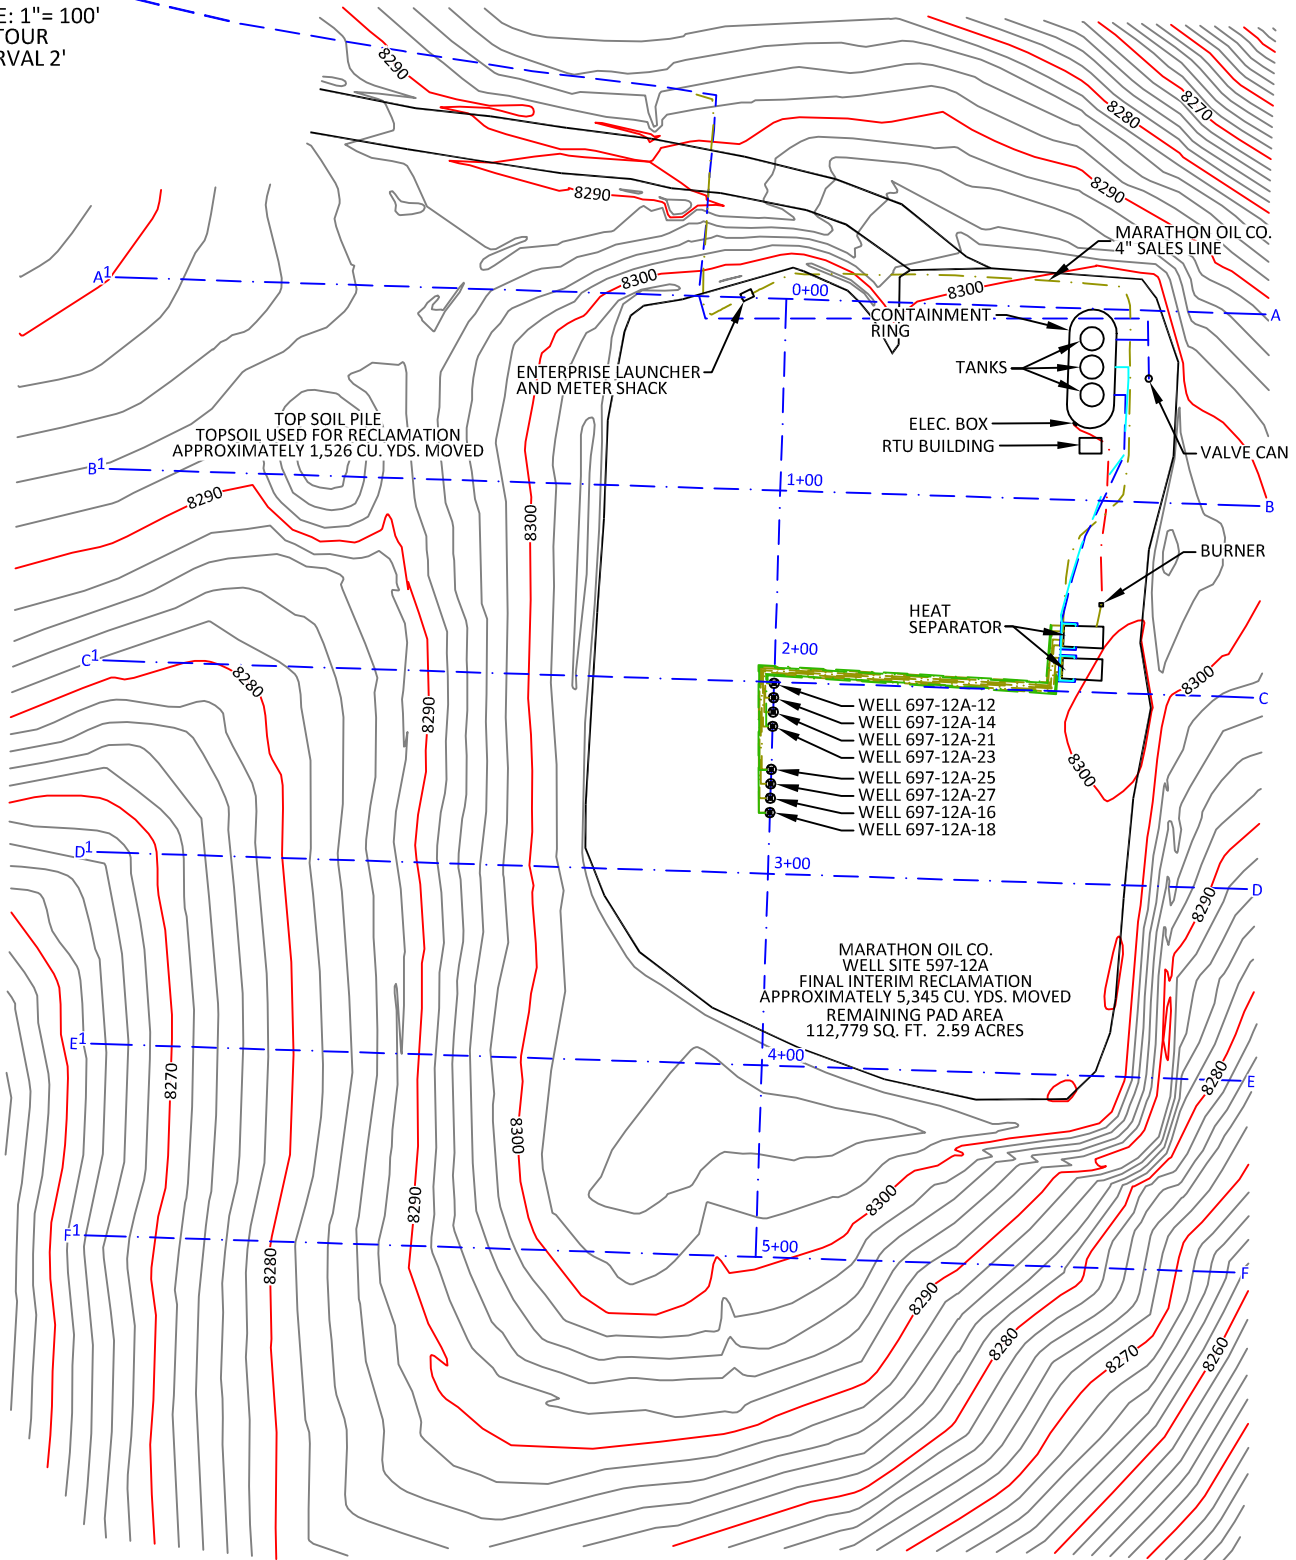 E: 1"= 100'
TOUR
RVAL 2'
8290
8270
8280
8290
8290
MARATHON OIL CO.
4" SALES LINE
A1
8300
0+00
8300
A
CONTAINMENT
RING
ENTERPRISE LAUNCHER
AND METER SHACK
TANKS
TOP SOIL PILE
TOPSOIL USED FOR RECLAMATION
APPROXIMATELY 1,526 CU. YDS. MOVED
ELEC. BOX
RTU BUILDING
VALVE CAN
B1
1+00
8290
B
8300
BURNER
HEAT
SEPARATOR
C1
2+00
8280
8300
C
8290
WELL 697-12A-12
WELL 697-12A-14
WELL 697-12A-21
WELL 697-12A-23
WELL 697-12A-25
WELL 697-12A-27
WELL 697-12A-16
WELL 697-12A-18
8300
D1
3+00
D
8290
MARATHON OIL CO.
WELL SITE 597-12A
FINAL INTERIM RECLAMATION
APPROXIMATELY 5,345 CU. YDS. MOVED
REMAINING PAD AREA
112,779 SQ. FT.  2.59 ACRES
E1
4+00
E
8270
8280
8300
8290
8300
F1
5+00
F
8280
8290
8280
8270
8260